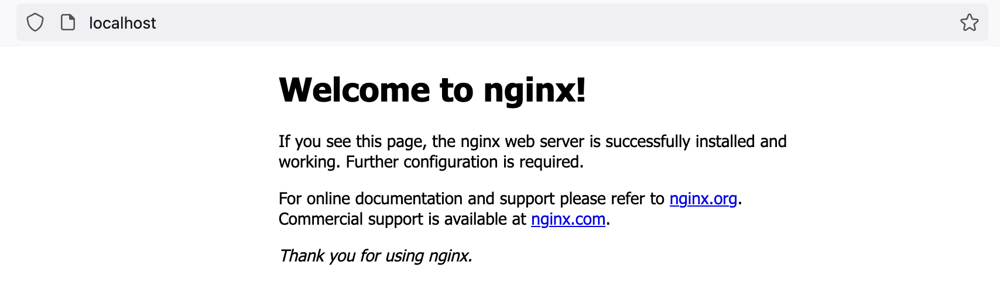 localhost
Welcome to nginx!
If you see this page, the nginx web server is successfully installed and
working. Further configuration is required.
For online documentation and support please refer to nginx.org.
Commercial support is available at nginx.com.
Thank you for using nginx.